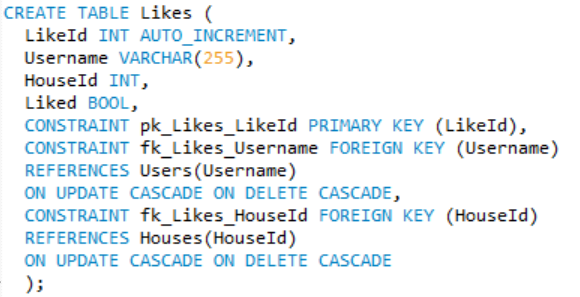 CREATE TABLE Likes (
LikeId INT AUTO_INCREMENT,
Username VARCHAR(255),
HouseId INT,
Liked BOOL,
CONSTRAINT pk_Likes_LikeId PRIMARY KEY (LikeId),
CONSTRAINT fk_Likes_Username FOREIGN KEY (Username)
REFERENCES Users(Username)
ON UPDATE CASCADE ON DELETE CASCADE,
CONSTRAINT fk_Likes_HouseId FOREIGN KEY (HouseId)
REFERENCES Houses(HouseId)
ON UPDATE CASCADE ON DELETE CASCADE
);